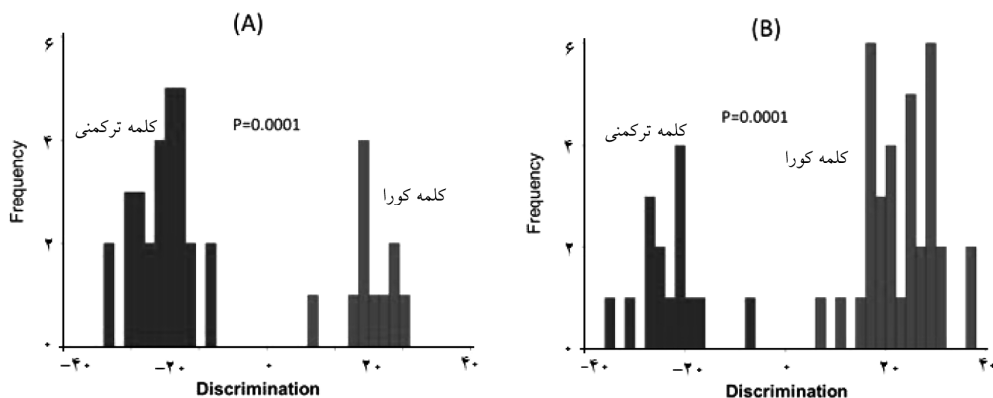 (A)
۶
۴
۲
۰
Frequency
کلمه ترکمنی
P=0.0001
کلمه کورا
−۴۰
−۲۰
۰
۲۰
۴۰
Discrimination
(B)
۶
۴
۲
۰
Frequency
کلمه ترکمنی
P=0.0001
کلمه کورا
−۴۰
−۲۰
۰
۲۰
۴۰
Discrimination